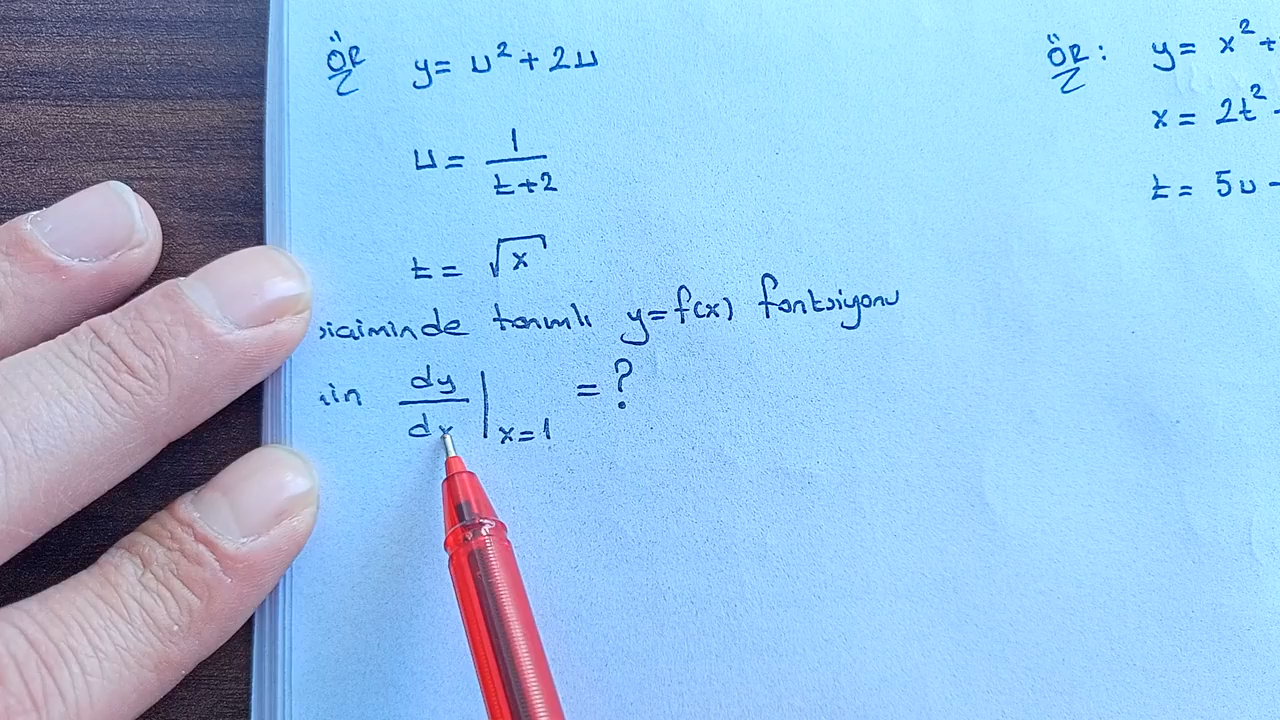 ÖR y = u² + 2u
u = 1/(t+2)
t = √x
biçiminde tanımlı y=f(x) fonksiyonu
için dy/dx |x=1 = ?
ÖR: y = x² +
x = 2t² -
t = 5u -